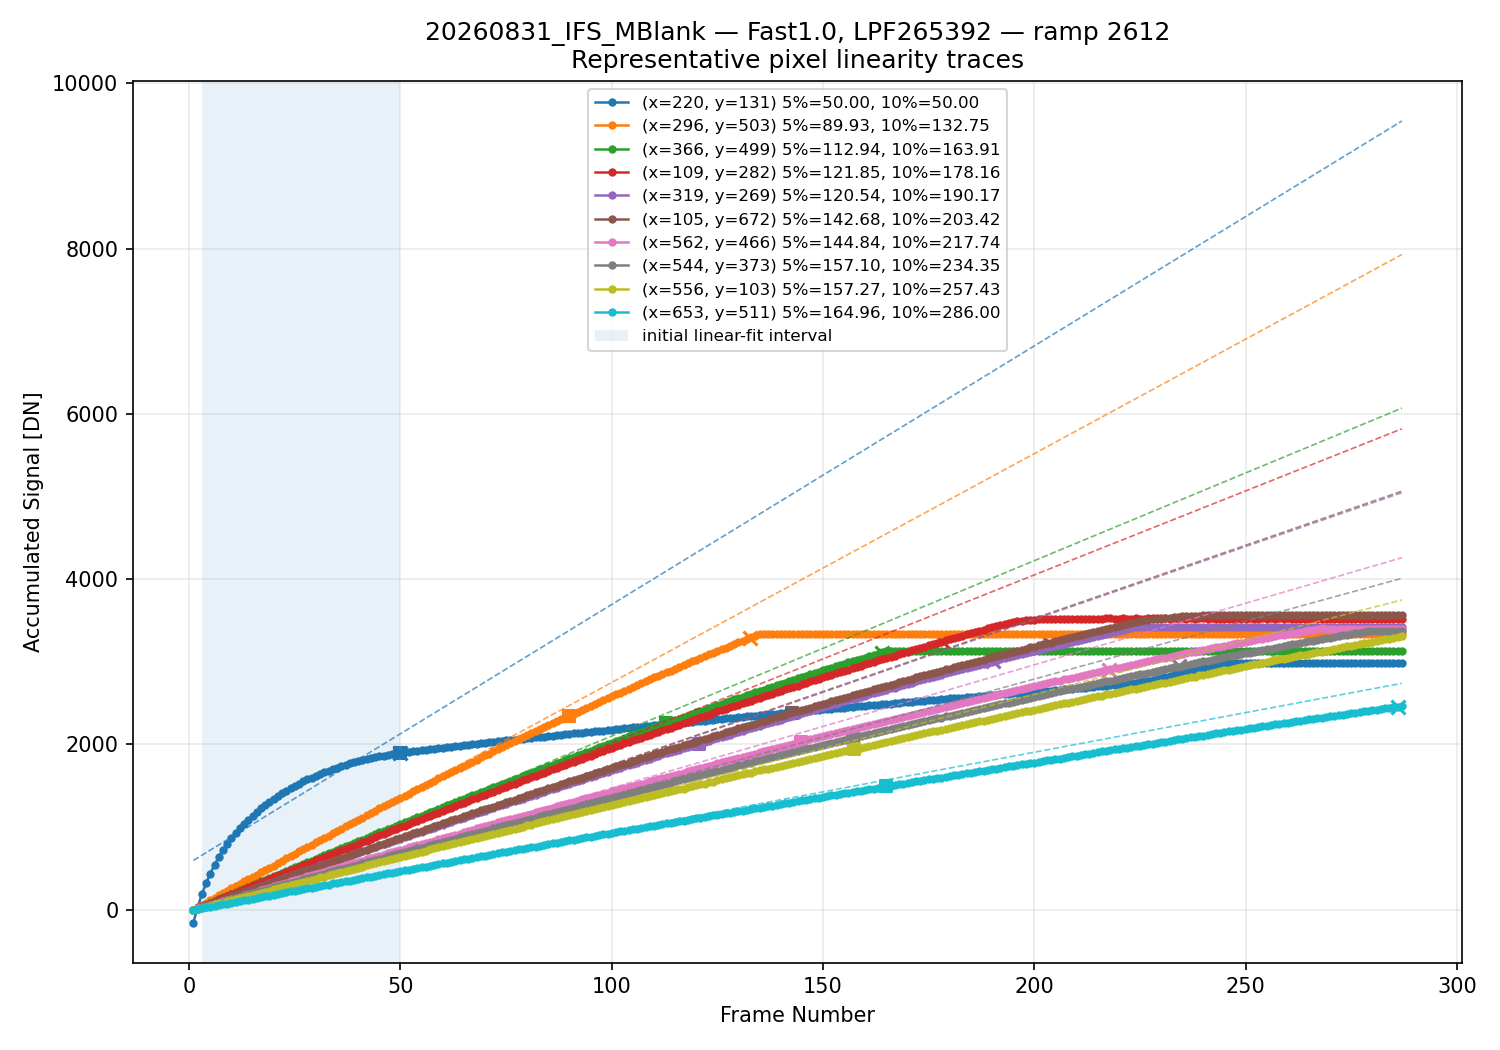 20260831_IFS_MBlank — Fast1.0, LPF265392 — ramp 2612
Representative pixel linearity traces
10000
8000
6000
4000
2000
0
Accumulated Signal [DN]
(x=220, y=131) 5%=50.00, 10%=50.00
(x=296, y=503) 5%=89.93, 10%=132.75
(x=366, y=499) 5%=112.94, 10%=163.91
(x=109, y=282) 5%=121.85, 10%=178.16
(x=319, y=269) 5%=120.54, 10%=190.17
(x=105, y=672) 5%=142.68, 10%=203.42
(x=562, y=466) 5%=144.84, 10%=217.74
(x=544, y=373) 5%=157.10, 10%=234.35
(x=556, y=103) 5%=157.27, 10%=257.43
(x=653, y=511) 5%=164.96, 10%=286.00
initial linear-fit interval
0 50 100 150 200 250 300
Frame Number